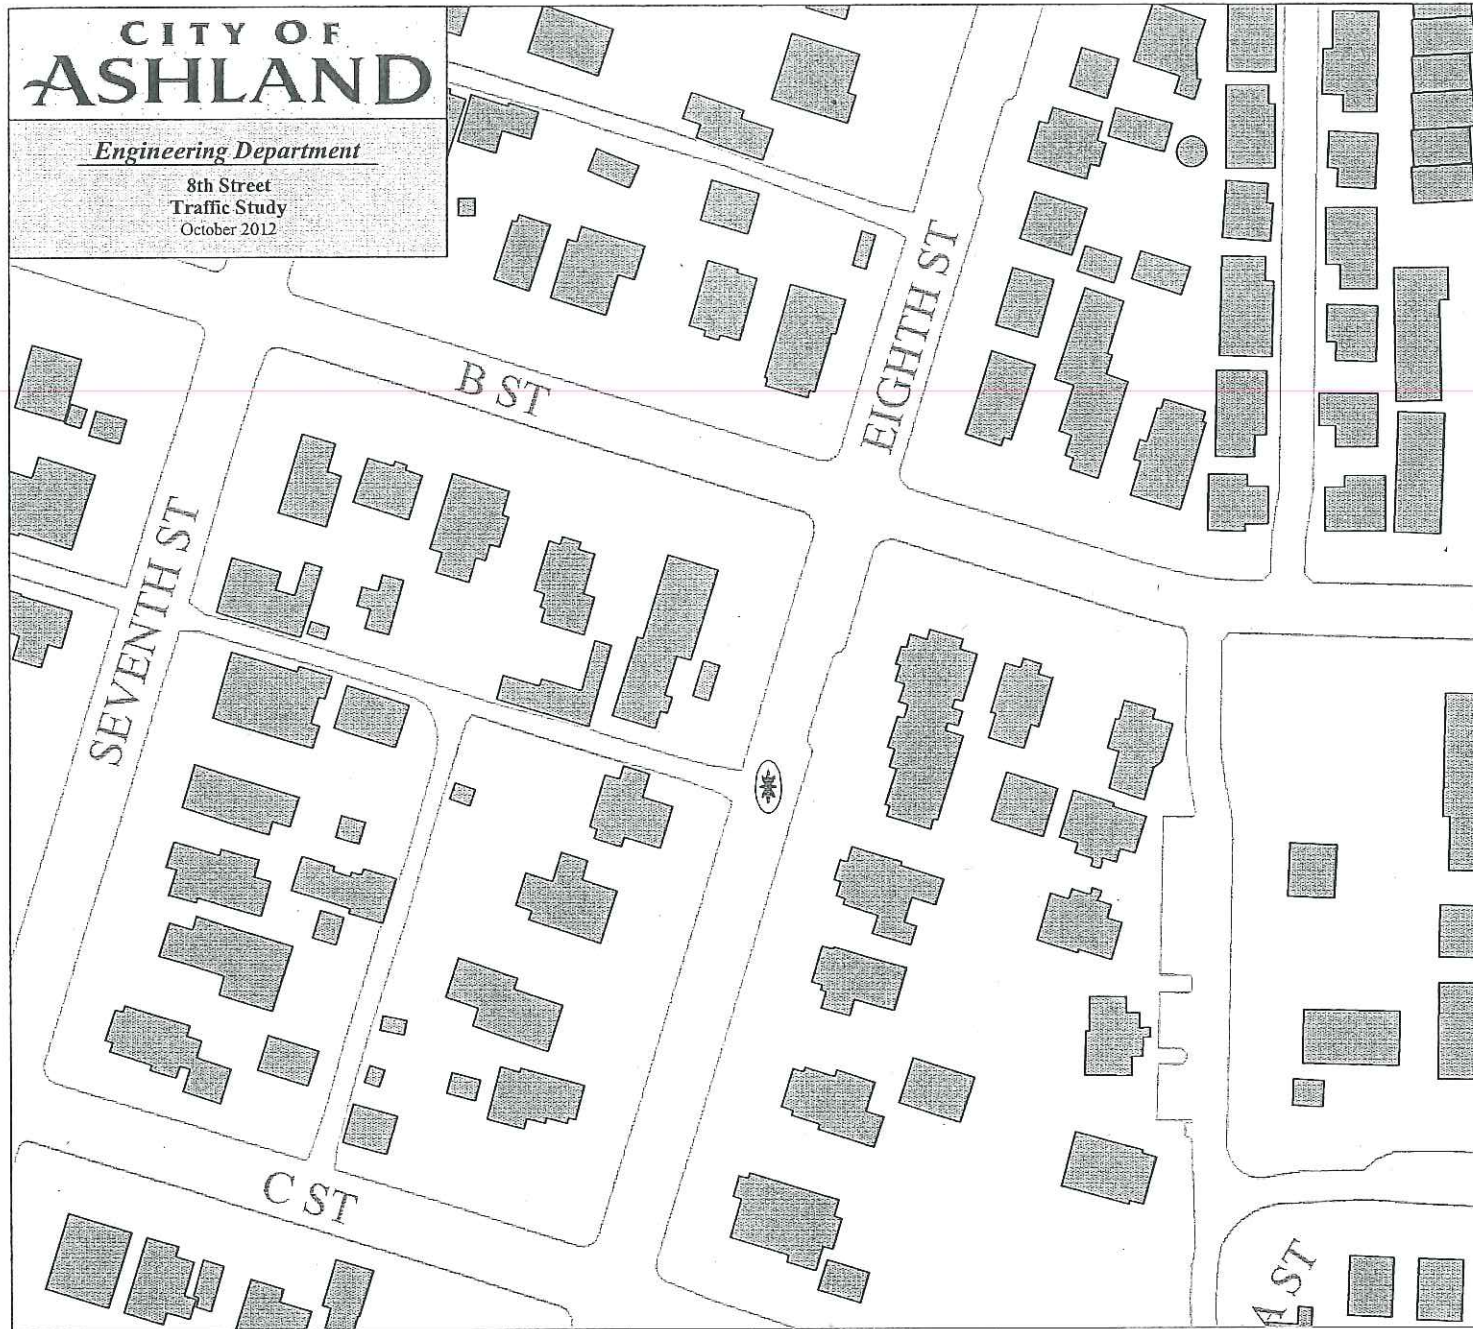 CITY OF
ASHLAND
Engineering Department
8th Street
Traffic Study
October 2012
EIGHTH ST
B ST
SEVENTH ST
C ST
A ST